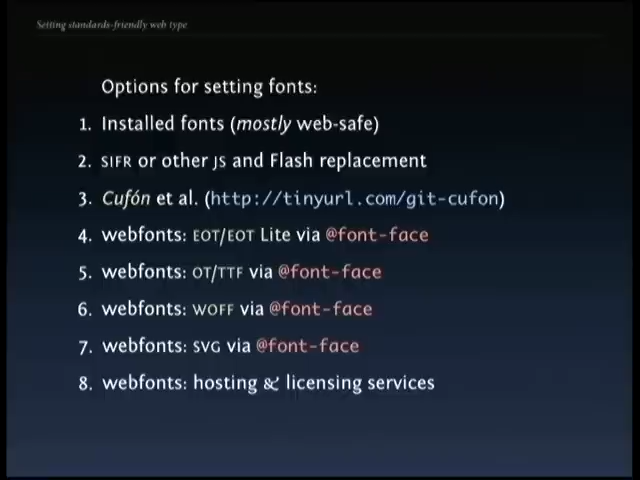 Setting standards-friendly web type
Options for setting fonts:
1. Installed fonts (mostly web-safe)
2. SIFR or other JS and Flash replacement
3. Cufón et al. (http://tinyurl.com/git-cufon)
4. webfonts: EOT/EOT Lite via @font-face
5. webfonts: OT/TTF via @font-face
6. webfonts: WOFF via @font-face
7. webfonts: SVG via @font-face
8. webfonts: hosting & licensing services